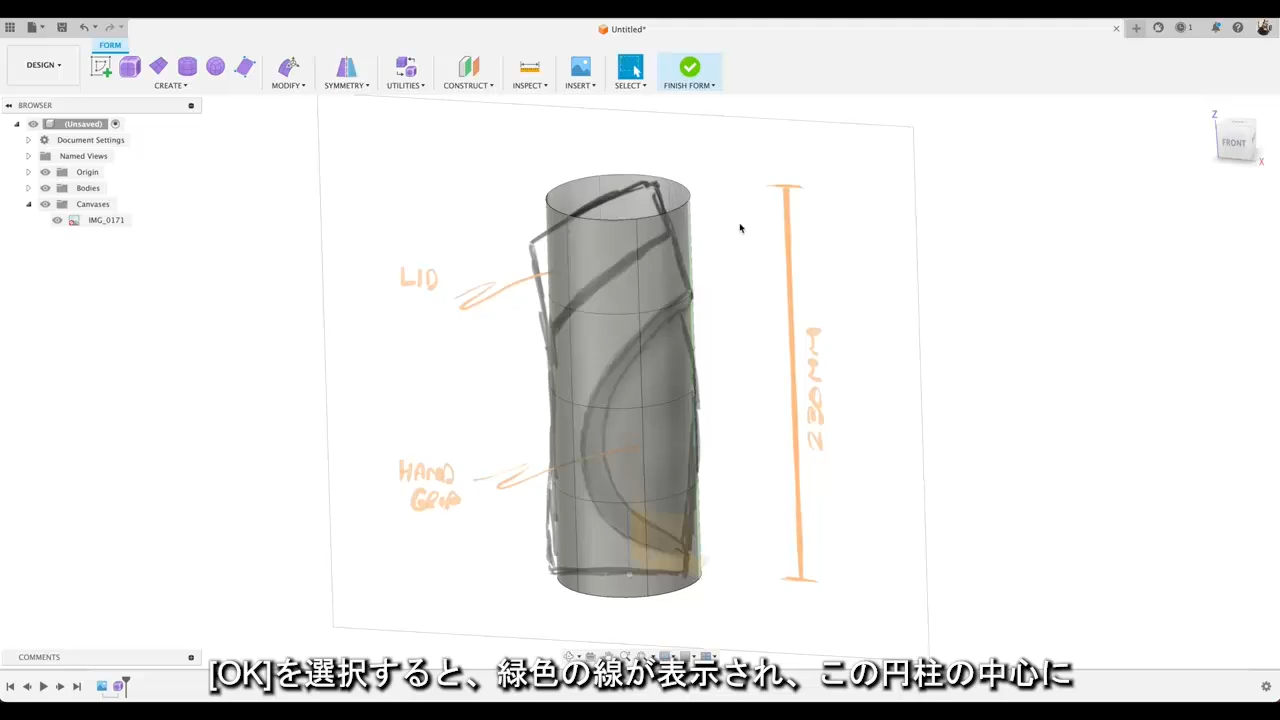 Untitled*
1
DESIGN
FORM
CREATE
MODIFY
SYMMETRY
UTILITIES
CONSTRUCT
INSPECT
INSERT
SELECT
FINISH FORM
BROWSER
(Unsaved)
Document Settings
Named Views
Origin
Bodies
Canvases
IMG_0171
Z
FRONT
X
LID
230MM
HAND
GRIP
COMMENTS
[OK]を選択すると、緑色の線が表示され、この円柱の中心に